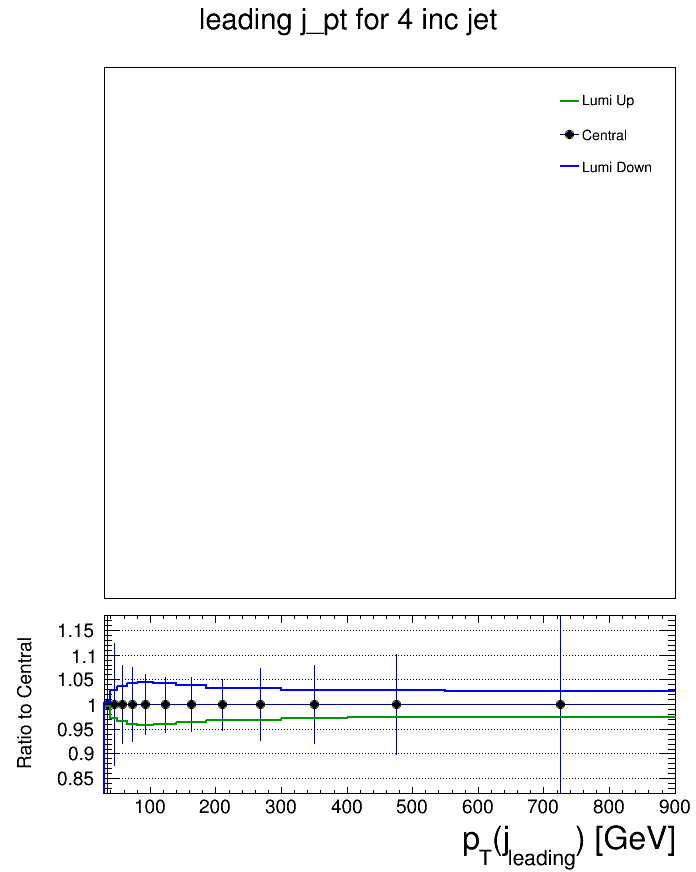 leading j_pt for 4 inc jet
Lumi Up
Central
Lumi Down
Ratio to Central
1.15
1.1
1.05
1
0.95
0.9
0.85
100 200 300 400 500 600 700 800 900
p_T(j_leading) [GeV]